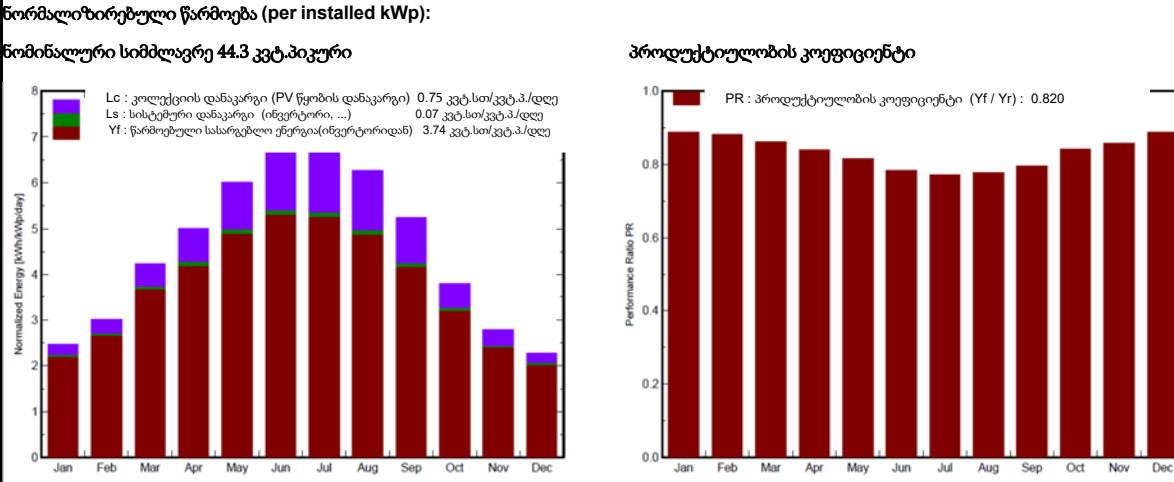 ნორმალიზირებული წარმოება (per installed kWp):
ნომინალური სიმძლავრე 44.3 კვტ.პიკური
პროდუქტიულობის კოეფიციენტი
Lc : კოლექციის დანაკარგი (PV წყობის დანაკარგი) 0.75 კვტ.სთ/კვტ.პ./დღე
Ls : სისტემური დანაკარგი (ინვერტორი, ...) 0.07 კვტ.სთ/კვტ.პ./დღე
Yf : წარმოებული სასარგებლო ენერგია(ინვერტორიდან) 3.74 კვტ.სთ/კვტ.პ./დღე
Normalized Energy [kWh/kWp/day]
8
7
6
5
4
3
2
1
0
Jan Feb Mar Apr May Jun Jul Aug Sep Oct Nov Dec
PR : პროდუქტიულობის კოეფიციენტი (Yf / Yr) : 0.820
Performance Ratio PR
1.0
0.8
0.6
0.4
0.2
0.0
Jan Feb Mar Apr May Jun Jul Aug Sep Oct Nov Dec